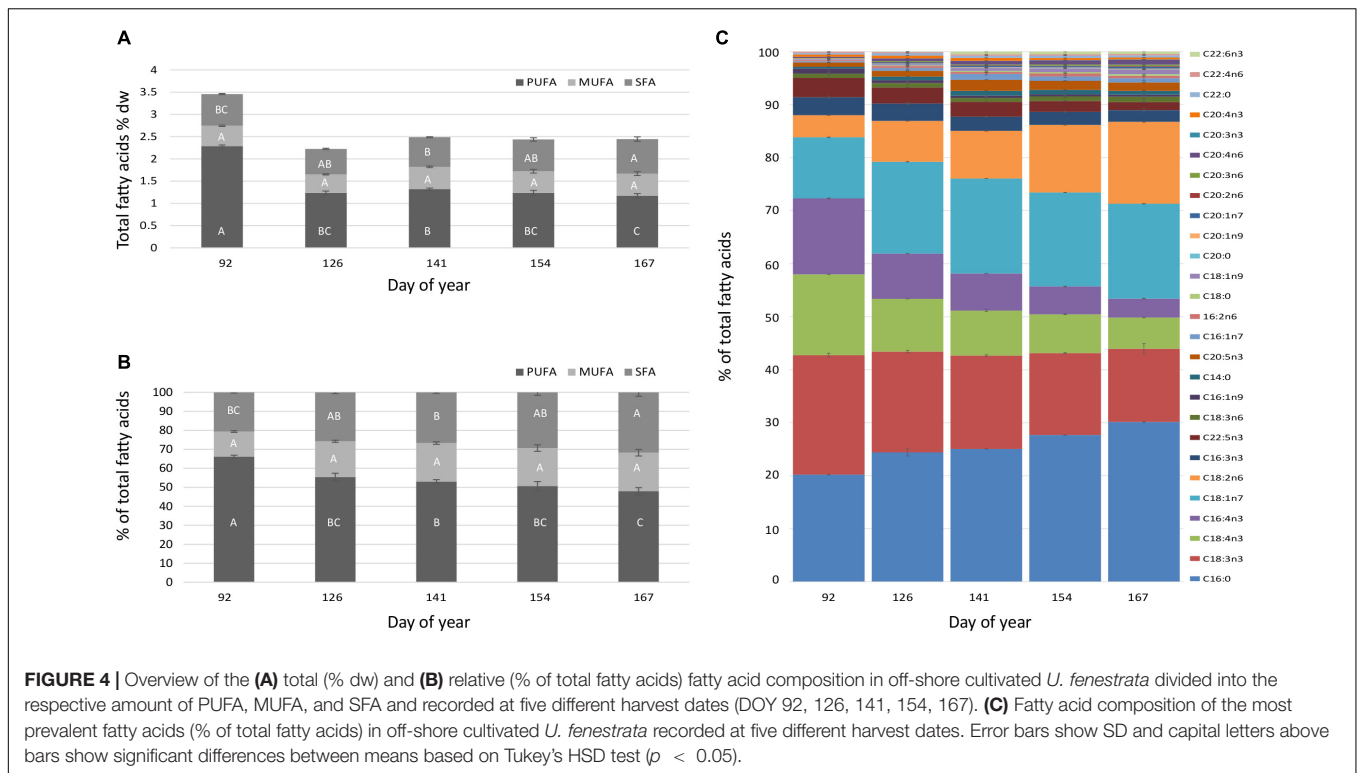 A
4
3.5
3
2.5
2
1.5
1
0.5
0
Total fatty acids % dw
PUFA MUFA SFA
BC AB B AB A
A A A A A
A BC B BC C
92 126 141 154 167
Day of year
B
100
90
80
70
60
50
40
30
20
10
0
% of total fatty acids
PUFA MUFA SFA
BC AB B AB A
A A A A A
A BC B BC C
92 126 141 154 167
Day of year
C
100
90
80
70
60
50
40
30
20
10
0
% of total fatty acids
92 126 141 154 167
Day of year
C22:6n3
C22:4n6
C22:0
C20:4n3
C20:3n3
C20:4n6
C20:3n6
C20:2n6
C20:1n7
C20:1n9
C20:0
C18:1n9
C18:0
16:2n6
C16:1n7
C20:5n3
C14:0
C16:1n9
C18:3n6
C22:5n3
C16:3n3
C18:2n6
C18:1n7
C16:4n3
C18:4n3
C18:3n3
C16:0
FIGURE 4 | Overview of the (A) total (% dw) and (B) relative (% of total fatty acids) fatty acid composition in off-shore cultivated U. fenestrata divided into the
respective amount of PUFA, MUFA, and SFA and recorded at five different harvest dates (DOY 92, 126, 141, 154, 167). (C) Fatty acid composition of the most
prevalent fatty acids (% of total fatty acids) in off-shore cultivated U. fenestrata recorded at five different harvest dates. Error bars show SD and capital letters above
bars show significant differences between means based on Tukey's HSD test (p < 0.05).